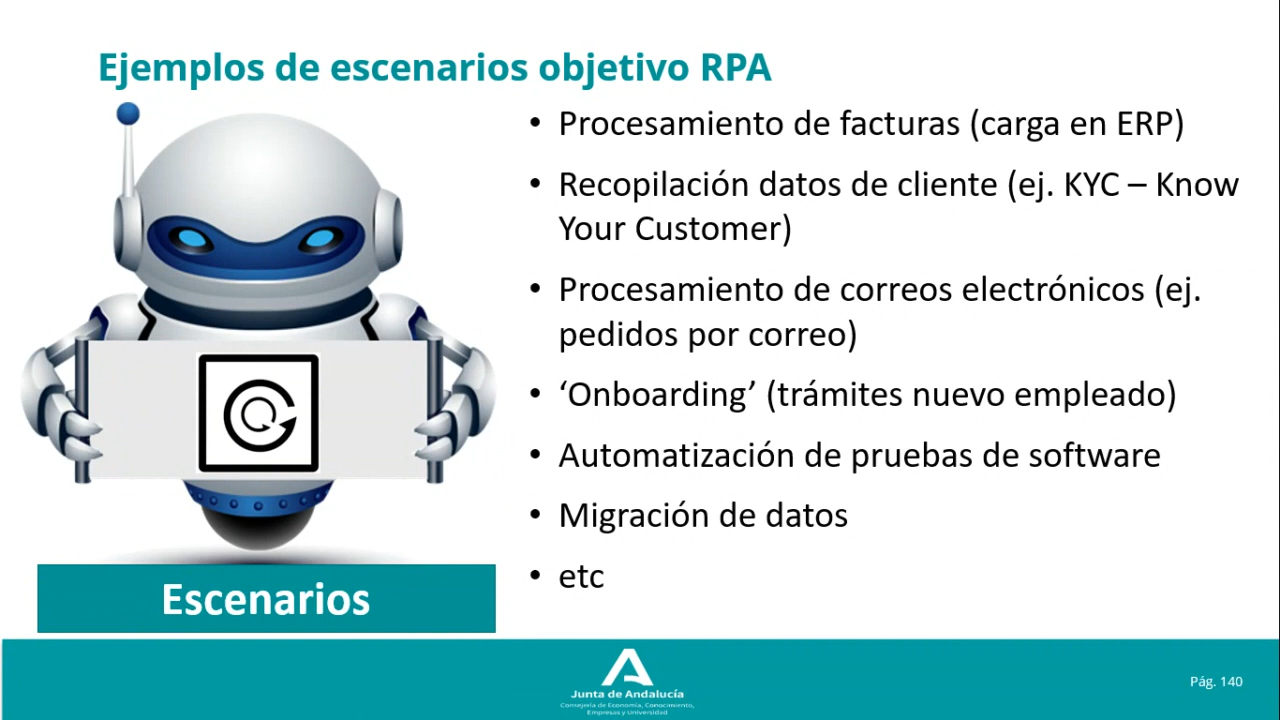 Ejemplos de escenarios objetivo RPA
• Procesamiento de facturas (carga en ERP)
• Recopilación datos de cliente (ej. KYC – Know
Your Customer)
• Procesamiento de correos electrónicos (ej.
pedidos por correo)
• ‘Onboarding’ (trámites nuevo empleado)
• Automatización de pruebas de software
• Migración de datos
• etc
Escenarios
Junta de Andalucía
Consejería de Economía, Conocimiento,
Empresas y Universidad
Pág. 140